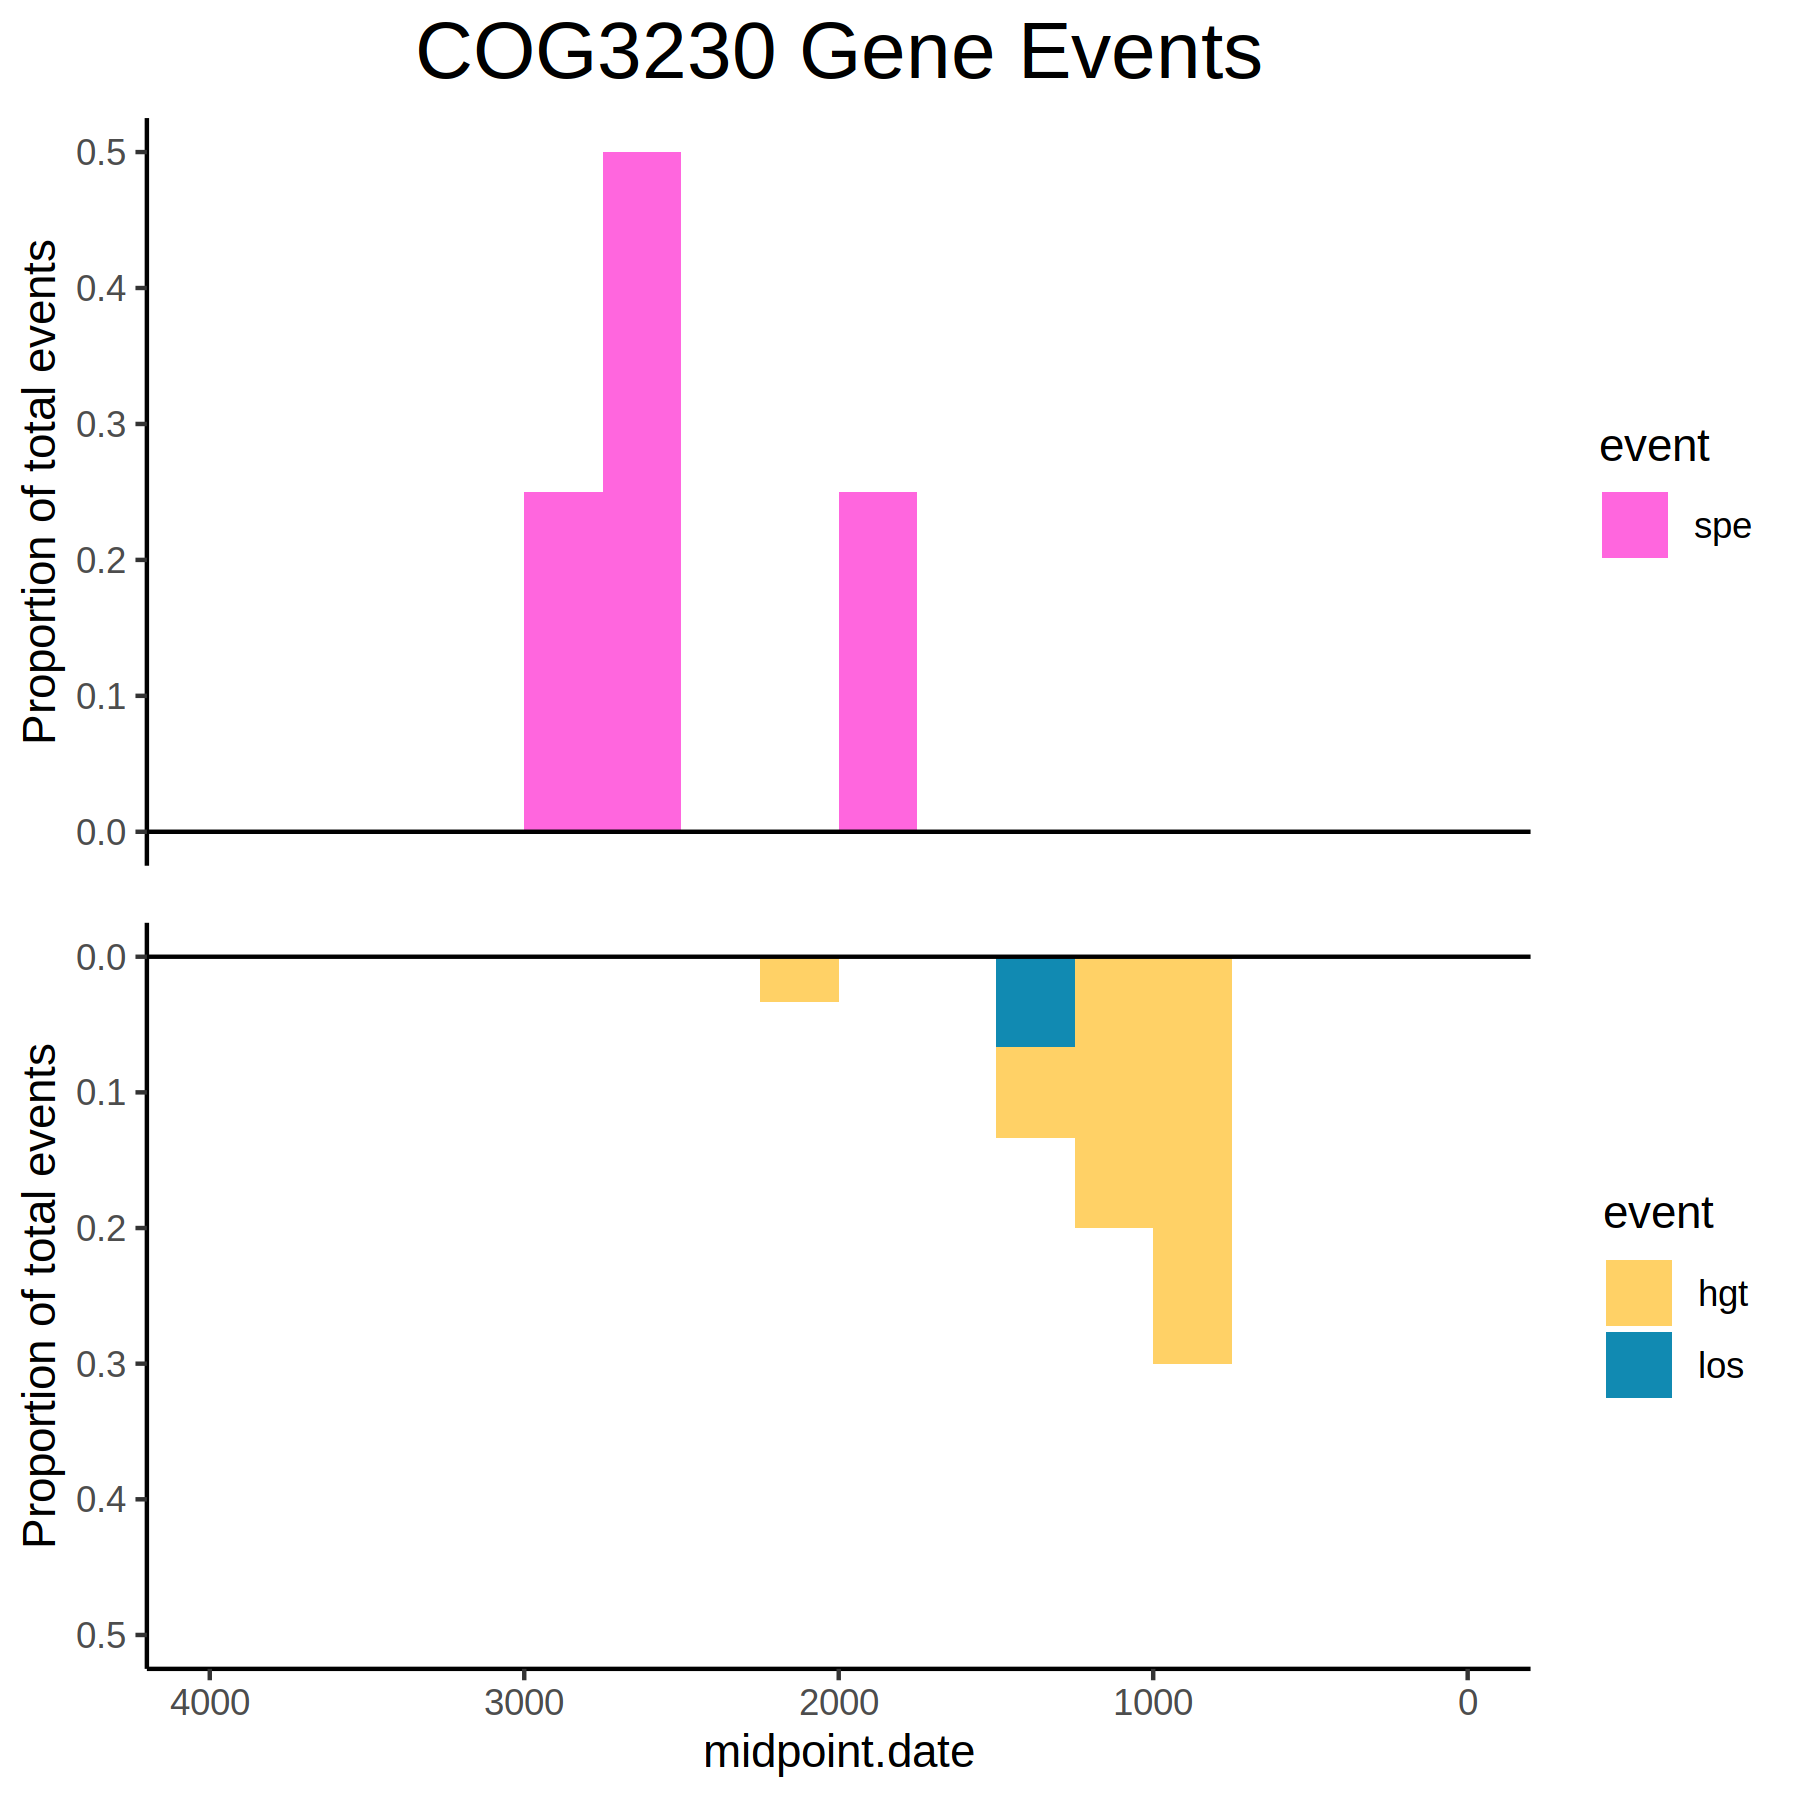 COG3230 Gene Events
Proportion of total events
0.5
0.4
0.3
0.2
0.1
0.0
event
spe
Proportion of total events
0.0
0.1
0.2
0.3
0.4
0.5
event
hgt
los
4000 3000 2000 1000 0
midpoint.date